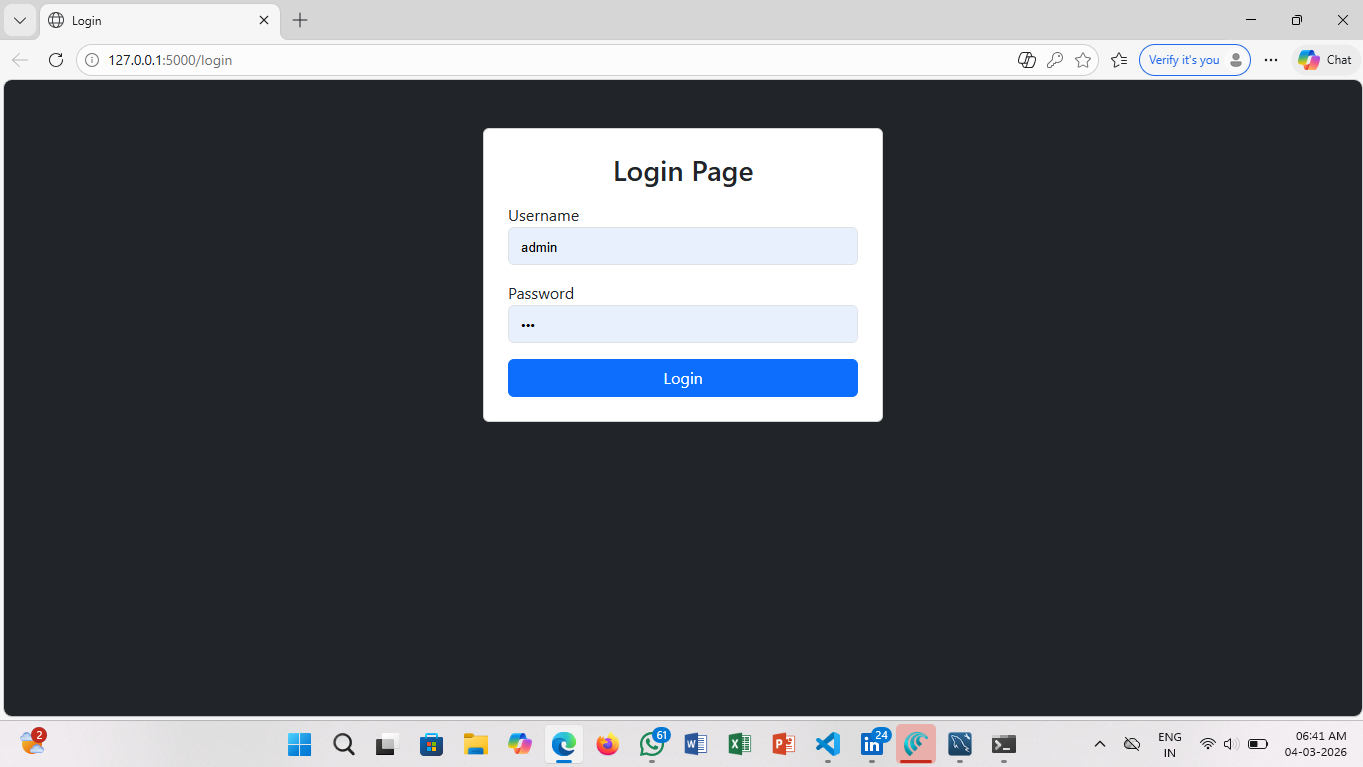 Login
127.0.0.1:5000/login
Verify it's you
Chat
Login Page
Username
admin
Password
•••
Login
2
61
24
ENG
IN
06:41 AM
04-03-2026